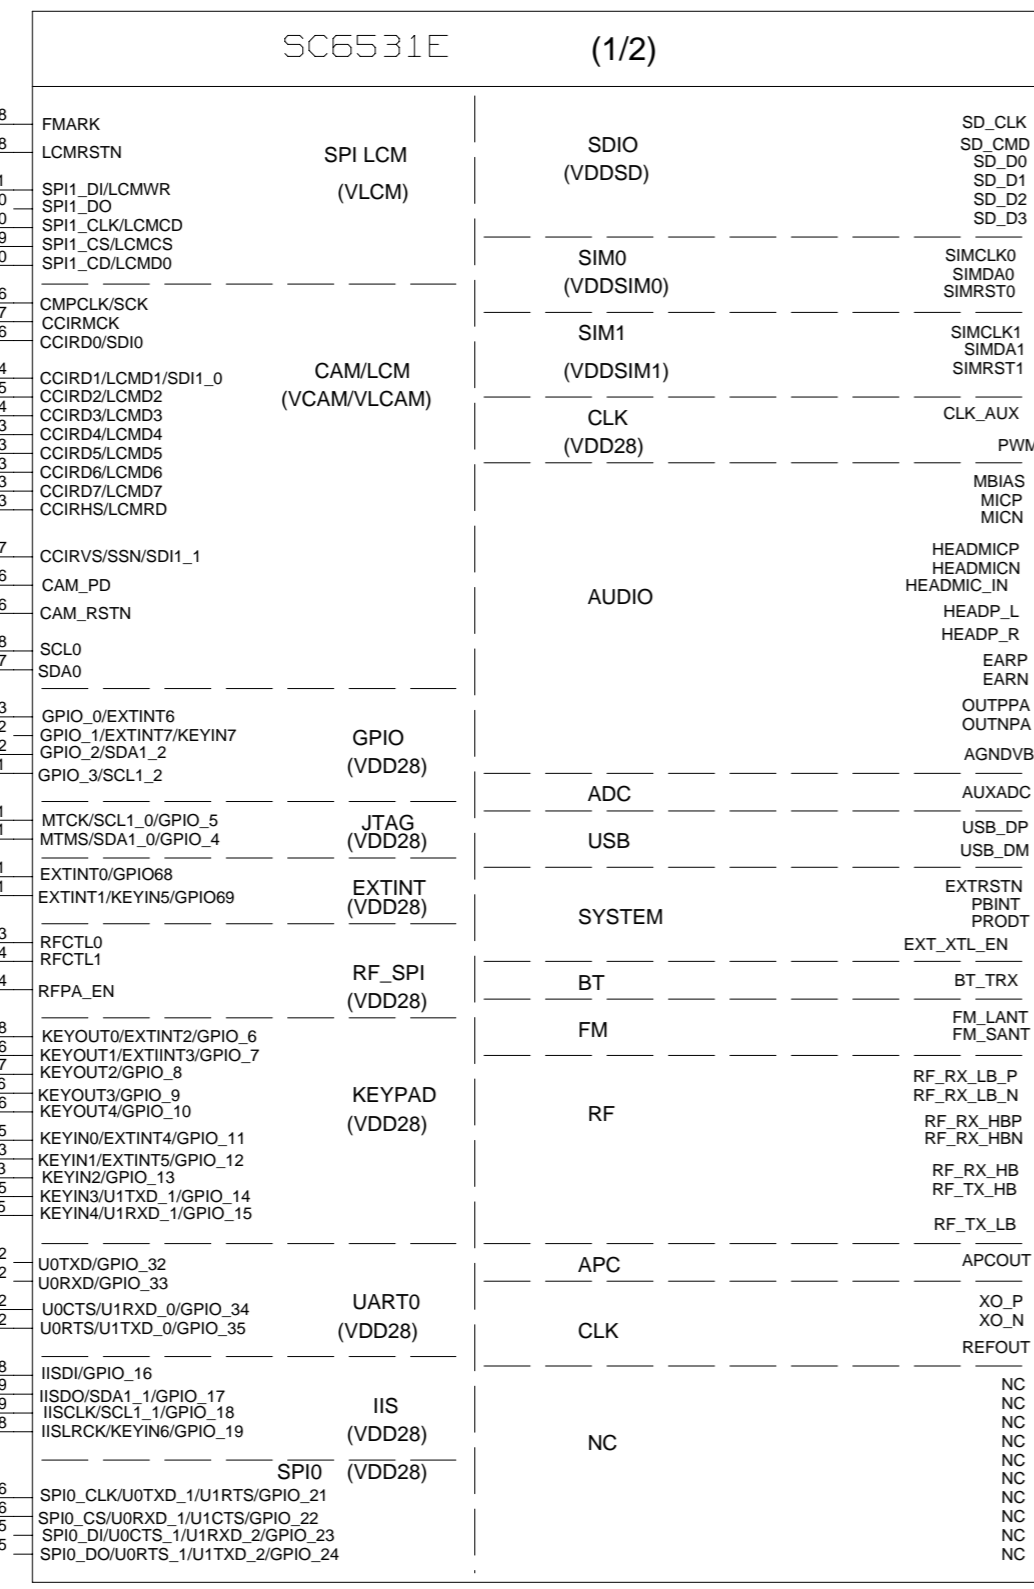 SC6531E (1/2)
FMARK
LCMRSTN
SPI LCM
(VLCM)
SPI1_DI/LCMWR
SPI1_DO
SPI1_CLK/LCMCD
SPI1_CS/LCMCS
SPI1_CD/LCMD0
CMPCLK/SCK
CCIRMCK
CCIRD0/SDI0
CAM/LCM
(VCAM/VLCAM)
CCIRD1/LCMD1/SDI1_0
CCIRD2/LCMD2
CCIRD3/LCMD3
CCIRD4/LCMD4
CCIRD5/LCMD5
CCIRD6/LCMD6
CCIRD7/LCMD7
CCIRHS/LCMRD
CCIRVS/SSN/SDI1_1
CAM_PD
CAM_RSTN
SCL0
SDA0
GPIO_0/EXTINT6
GPIO_1/EXTINT7/KEYIN7
GPIO_2/SDA1_2
GPIO_3/SCL1_2
GPIO
(VDD28)
MTCK/SCL1_0/GPIO_5
MTMS/SDA1_0/GPIO_4
JTAG
(VDD28)
EXTINT0/GPIO68
EXTINT1/KEYIN5/GPIO69
EXTINT
(VDD28)
RFCTL0
RFCTL1
RFPA_EN
RF_SPI
(VDD28)
KEYOUT0/EXTINT2/GPIO_6
KEYOUT1/EXTIINT3/GPIO_7
KEYOUT2/GPIO_8
KEYOUT3/GPIO_9
KEYOUT4/GPIO_10
KEYPAD
(VDD28)
KEYIN0/EXTINT4/GPIO_11
KEYIN1/EXTINT5/GPIO_12
KEYIN2/GPIO_13
KEYIN3/U1TXD_1/GPIO_14
KEYIN4/U1RXD_1/GPIO_15
U0TXD/GPIO_32
U0RXD/GPIO_33
U0CTS/U1RXD_0/GPIO_34
U0RTS/U1TXD_0/GPIO_35
UART0
(VDD28)
IISDI/GPIO_16
IISDO/SDA1_1/GPIO_17
IISCLK/SCL1_1/GPIO_18
IISLRCK/KEYIN6/GPIO_19
IIS
(VDD28)
SPI0 (VDD28)
SPI0_CLK/U0TXD_1/U1RTS/GPIO_21
SPI0_CS/U0RXD_1/U1CTS/GPIO_22
SPI0_DI/U0CTS_1/U1RXD_2/GPIO_23
SPI0_DO/U0RTS_1/U1TXD_2/GPIO_24
SDIO
(VDDSD)
SD_CLK
SD_CMD
SD_D0
SD_D1
SD_D2
SD_D3
SIM0
(VDDSIM0)
SIMCLK0
SIMDA0
SIMRST0
SIM1
(VDDSIM1)
SIMCLK1
SIMDA1
SIMRST1
CLK
(VDD28)
CLK_AUX
PWM
AUDIO
MBIAS
MICP
MICN
HEADMICP
HEADMICN
HEADMIC_IN
HEADP_L
HEADP_R
EARP
EARN
OUTPPA
OUTNPA
AGNDVB
ADC
AUXADC
USB
USB_DP
USB_DM
SYSTEM
EXTRSTN
PBINT
PRODT
EXT_XTL_EN
BT
BT_TRX
FM
FM_LANT
FM_SANT
RF
RF_RX_LB_P
RF_RX_LB_N
RF_RX_HBP
RF_RX_HBN
RF_RX_HB
RF_TX_HB
RF_TX_LB
APC
APCOUT
CLK
XO_P
XO_N
REFOUT
NC
NC
NC
NC
NC
NC
NC
NC
NC
NC
NC